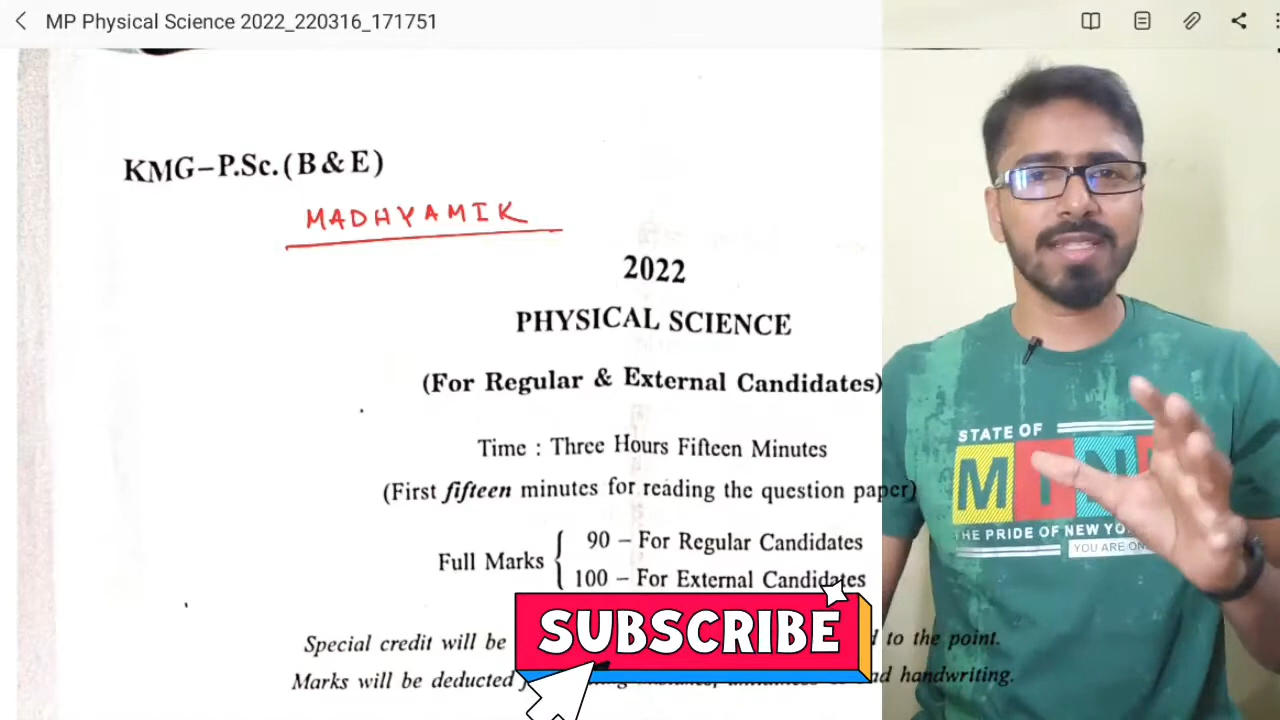 MP Physical Science 2022_220316_171751
KMG–P.Sc.(B & E)
MADHYAMIK
2022
PHYSICAL SCIENCE
(For Regular & External Candidates)
Time : Three Hours Fifteen Minutes
(First fifteen minutes for reading the question paper)
Full Marks { 90 – For Regular Candidates
100 – For External Candidates
SUBSCRIBE
Special credit will be to the point.
Marks will be deducted handwriting.
STATE OF
THE PRIDE OF NEW
YOU ARE